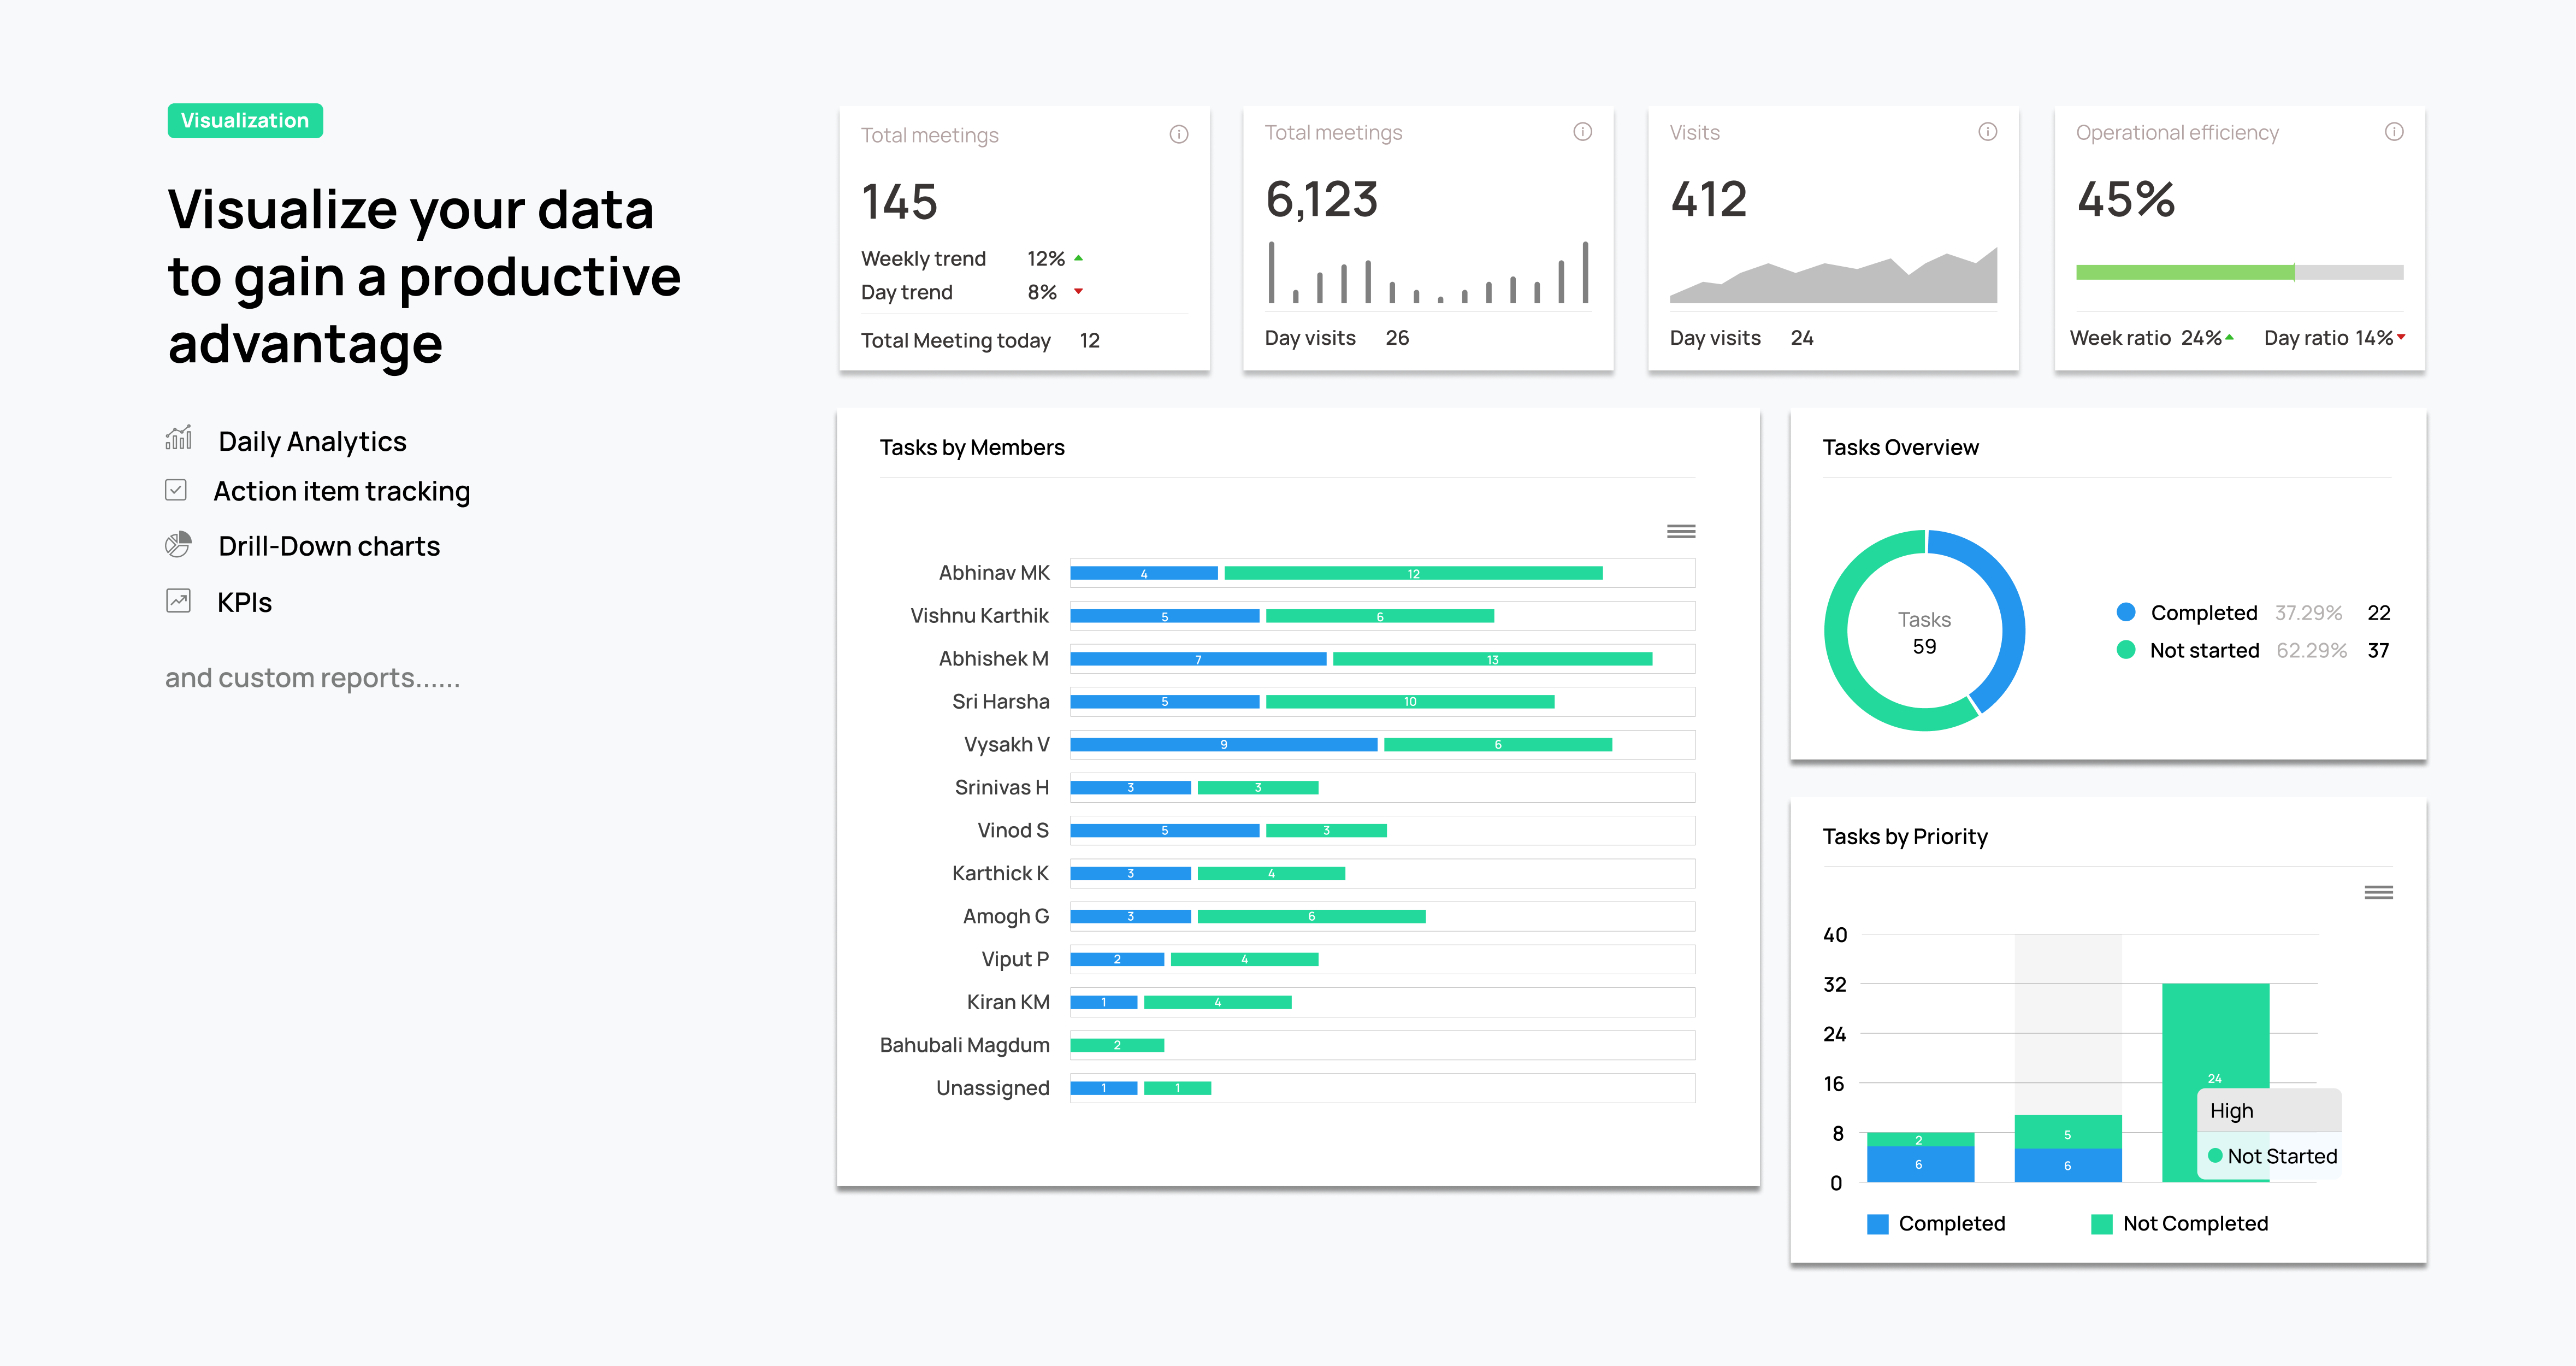 Visualization
Visualize your data
to gain a productive
advantage
Daily Analytics
Action item tracking
Drill-Down charts
KPIs
and custom reports......
Total meetings
145
Weekly trend 12%
Day trend 8%
Total Meeting today 12
Total meetings
6,123
Day visits 26
Visits
412
Day visits 24
Operational efficiency
45%
Week ratio 24% Day ratio 14%
Tasks by Members
Abhinav MK 4 12
Vishnu Karthik 5 6
Abhishek M 7 13
Sri Harsha 5 10
Vysakh V 9 6
Srinivas H 3 3
Vinod S 5 3
Karthick K 3 4
Amogh G 3 6
Viput P 2 4
Kiran KM 1 4
Bahubali Magdum 2
Unassigned 1 1
Tasks Overview
Tasks
59
Completed 37.29% 22
Not started 62.29% 37
Tasks by Priority
40
32
24
16
8
0
2
6
5
6
24
High
Not Started
Completed
Not Completed